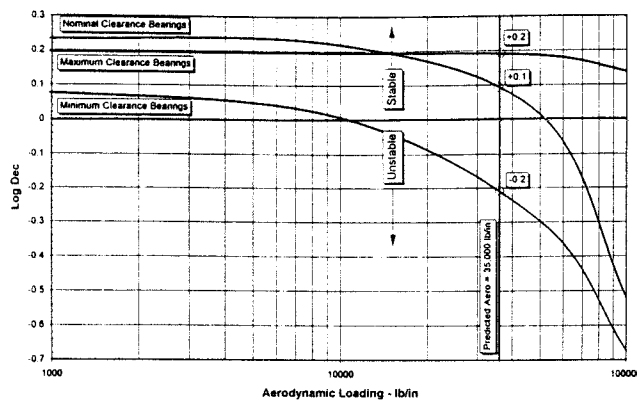 Nominal Clearance Bearings
Maximum Clearance Bearings
Minimum Clearance Bearings
Stable
Unstable
+0.2
+0.1
-0.2
Predicted Aero = 35,000 lb/in
0.3
0.2
0.1
0
-0.1
-0.2
-0.3
-0.4
-0.5
-0.6
-0.7
Log Dec
1000
10000
10000
Aerodynamic Loading - lb/in